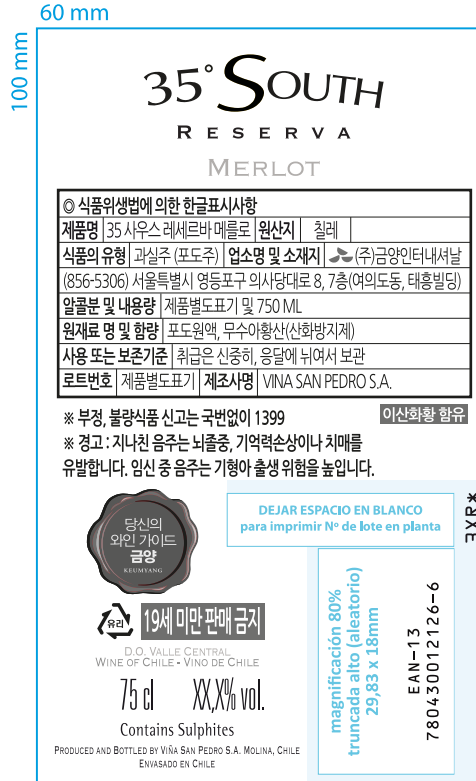 60 mm
100 mm
35° SOUTH
RESERVA
MERLOT
◎ 식품위생법에 의한 한글표시사항
제품명 35 사우스 레세르바 메를로 원산지 칠레
식품의 유형 과실주 (포도주) 업소명 및 소재지 (주)금양인터내셔날
(856-5306) 서울특별시 영등포구 의사당대로 8, 7층(여의도동, 태흥빌딩)
알콜분 및 내용량 제품별도표기 및 750 ML
원재료 명 및 함량 포도원액, 무수아황산(산화방지제)
사용 또는 보존기준 취급은 신중히, 응달에 뉘여서 보관
로트번호 제품별도표기 제조사명 VINA SAN PEDRO S.A.
※ 부정, 불량식품 신고는 국번없이 1399
이산화황 함유
※ 경고 : 지나친 음주는 뇌졸중, 기억력손상이나 치매를
유발합니다. 임신 중 음주는 기형아 출생 위험을 높입니다.
당신의
와인 가이드
금양
KEUMYANG
DEJAR ESPACIO EN BLANCO
para imprimir Nº de lote en planta
유리
19세 미만 판매 금지
D.O. VALLE CENTRAL
WINE OF CHILE - VINO DE CHILE
75 cl XX,X% vol.
Contains Sulphites
PRODUCED AND BOTTLED BY VIÑA SAN PEDRO S.A. MOLINA, CHILE
ENVASADO EN CHILE
magnificación 80%
truncada alto (aleatorio)
29,83 x 18mm
EAN-13
780430012126-6